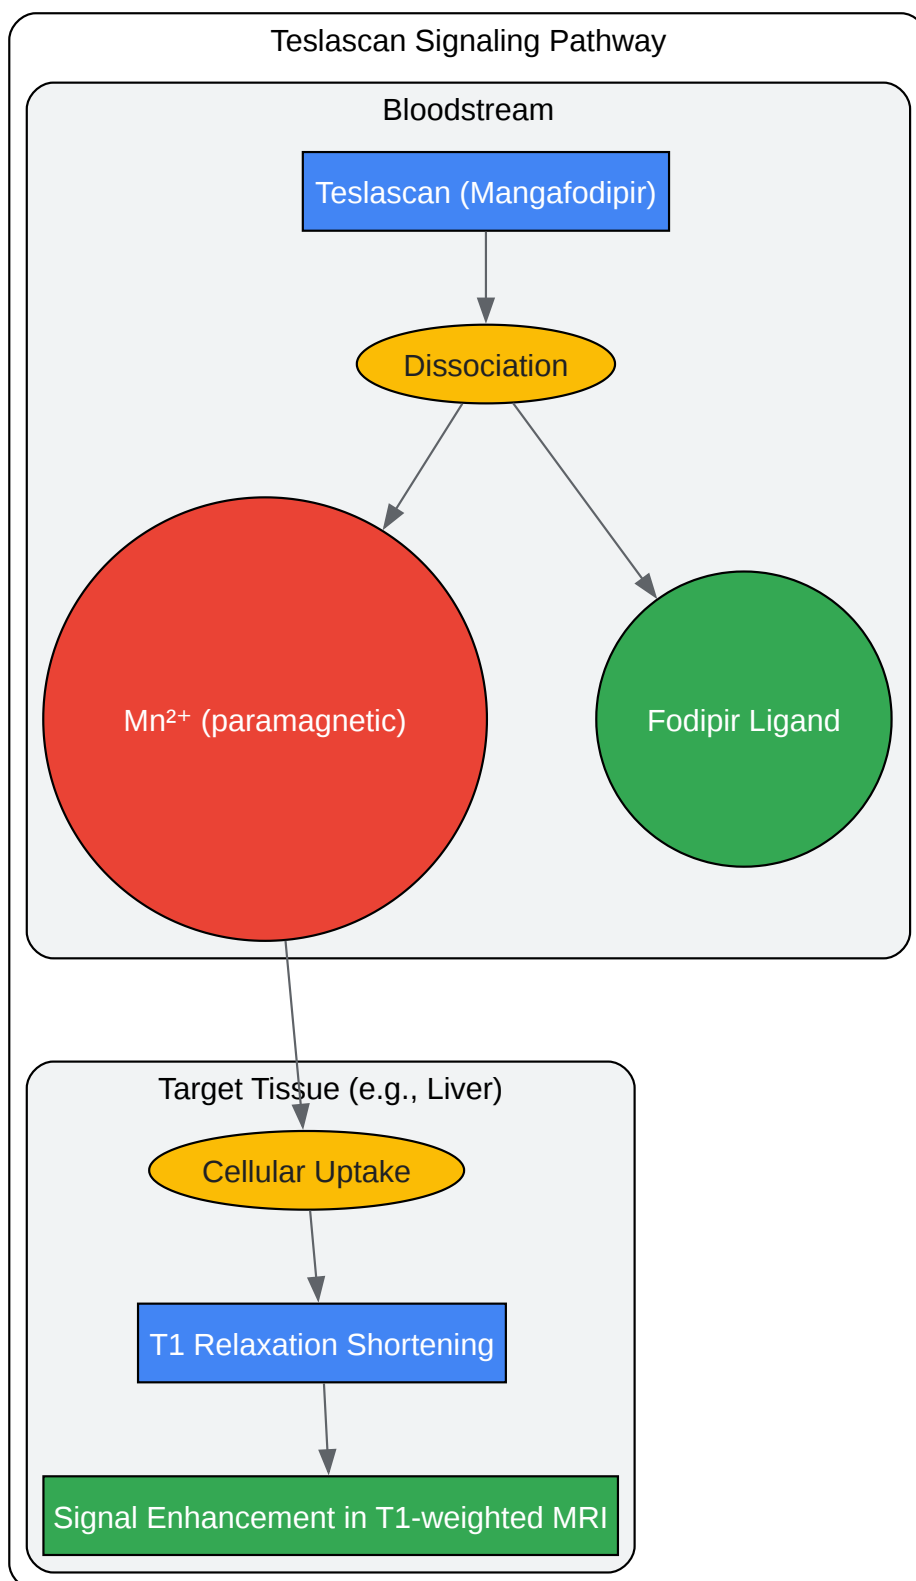 Teslascan Signaling Pathway
Bloodstream
Teslascan (Mangafodipir)
Dissociation
Mn²⁺ (paramagnetic)
Fodipir Ligand
Target Tissue (e.g., Liver)
Cellular Uptake
T1 Relaxation Shortening
Signal Enhancement in T1-weighted MRI